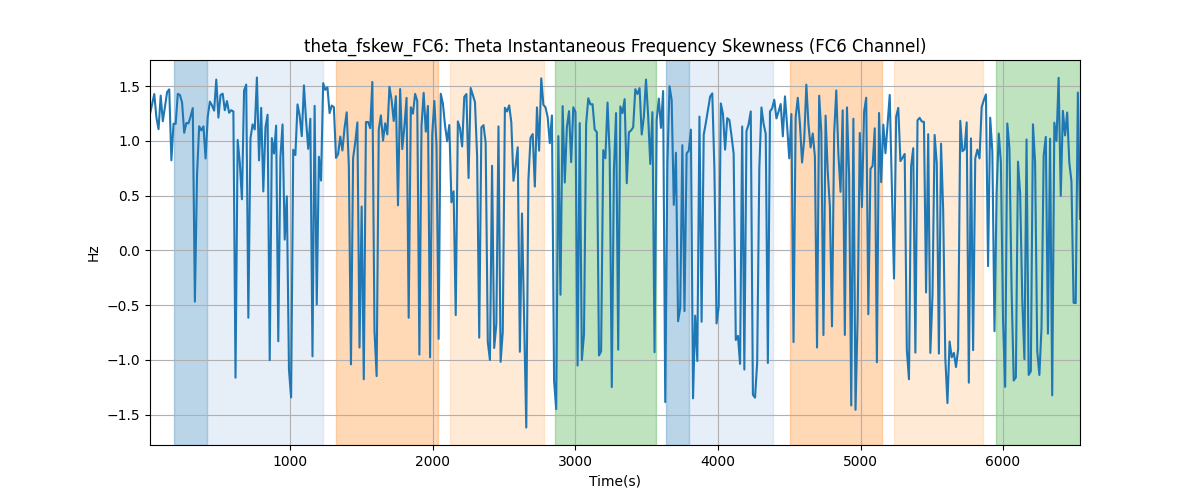 theta_fskew_FC6: Theta Instantaneous Frequency Skewness (FC6 Channel)
1.5
1.0
0.5
0.0
−0.5
−1.0
−1.5
Hz
1000 2000 3000 4000 5000 6000
Time(s)